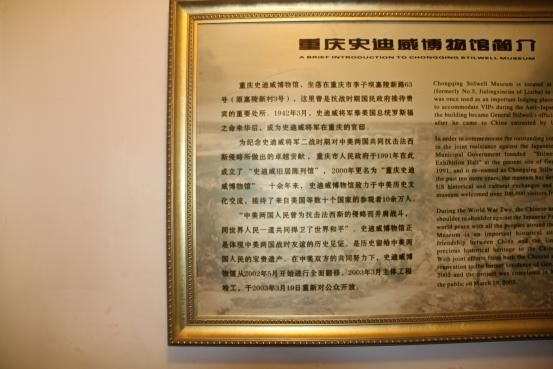 重庆史迪威博物馆简介
A BRIEF INTRODUCTION TO CHONGQING STILWELL MUSEUM
重庆史迪威博物馆，坐落在重庆市李子坝嘉陵新路63
号（原嘉陵新村3号），这里曾是抗战时期国民政府接待贵
宾的重要处所。1942年3月，史迪威将军奉美国总统罗斯福
之命来华后，成为史迪威将军在重庆的官邸。
为纪念史迪威将军二战时期对中美两国共同抗击法西
斯侵略所做出的卓越贡献，重庆市人民政府于1991年在此
成立了“史迪威旧居陈列馆”，2000年更名为“重庆史迪
威博物馆”。十余年来，史迪威博物馆致力于中美历史文
化交流，接待了来自美国等数十个国家的参观者10余万人。
“中美两国人民曾为抗击法西斯的侵略而并肩战斗，
同世界人民一道共同捍卫了世界和平”。史迪威博物馆正
是体现中美两国战时友谊的历史见证，是历史留给中美两
国人民的宝贵遗产。在中美双方的共同努力下，史迪威博
物馆从2002年5月开始进行全面翻修，2003年3月主体工程
竣工，于2003年3月19日重新对公众开放。
Chongqing Stilwell Museum is located at
(formerly No.3, Jialingxincun of Liziba) in
was once used as an important lodging place
to accommodate VIPs during the Anti-Japa
the building became General Stilwell's offici
after he came to China entrusted by U
In order to commemorate the outstanding
in the joint resistance against the Japanese
Municipal Government founded "Stilwe
Exhibition Hall" at the present site of
1991, and re-named as Chongqing Stilwell
the past ten more years, the museum has
US historical and cultural exchanges and
museum welcomed over 100,000 visitors
During the World War Two, the Chinese
shoulder to shoulder against the Japanese
world peace with all the peoples around the
Museum is an important historical
friendship between China and the
precious historical heritage to the
With joint efforts from both the Chinese
renovation to the former residence of Gen
2002 and the project was completed in
the public on March 19, 2003.